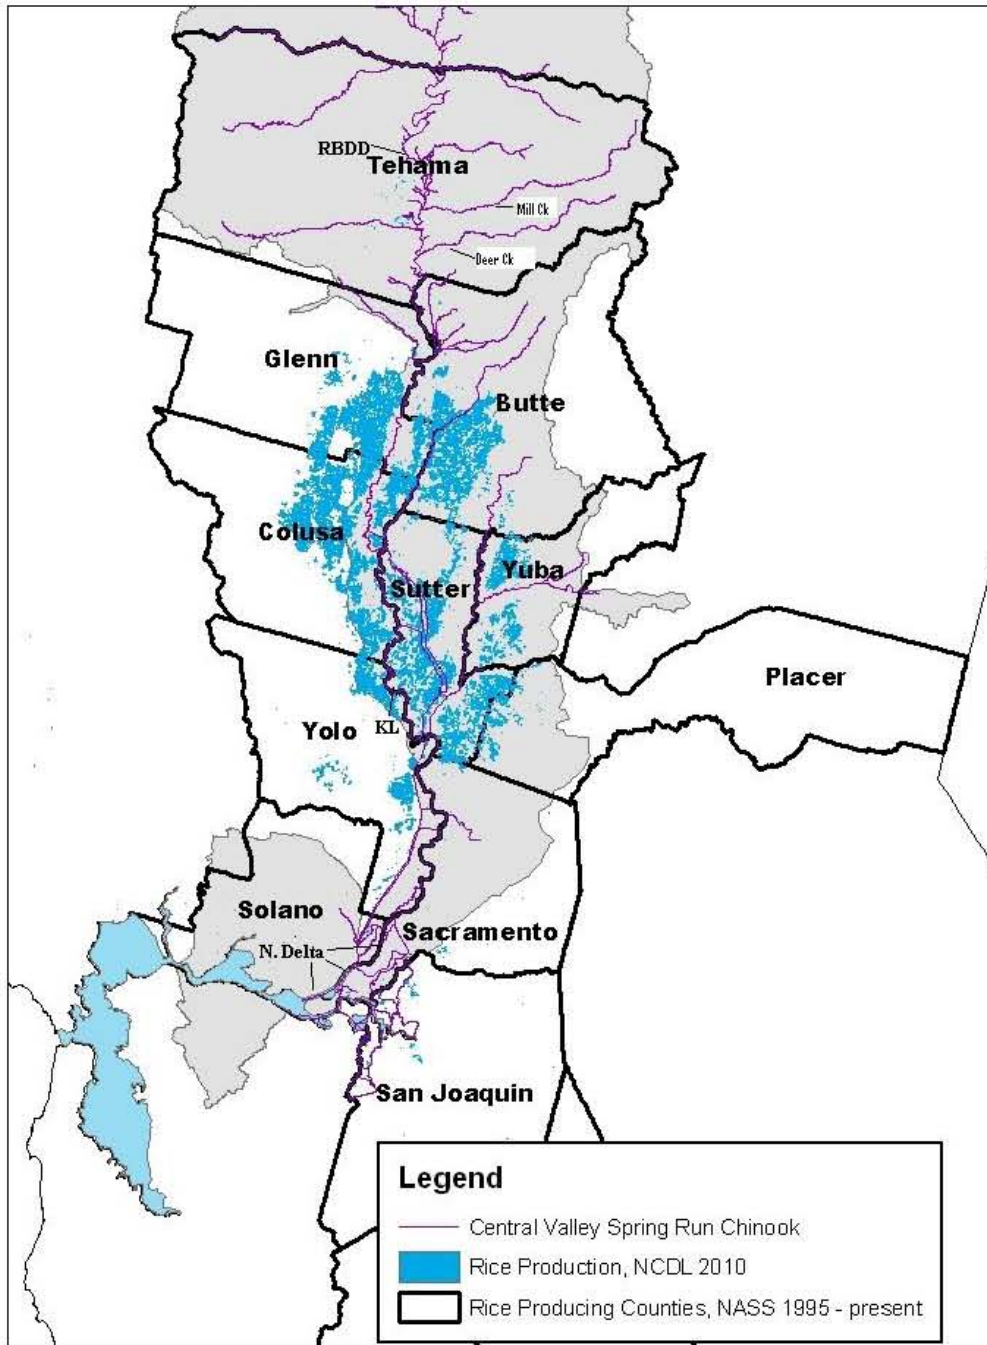 RBDD
Tehama
Mill Ck
Deer Ck
Glenn
Butte
Colusa
Sutter
Yuba
Placer
KL
Yolo
Solano
Sacramento
N. Delta
San Joaquin
Legend
Central Valley Spring Run Chinook
Rice Production, NCDL 2010
Rice Producing Counties, NASS 1995 - present